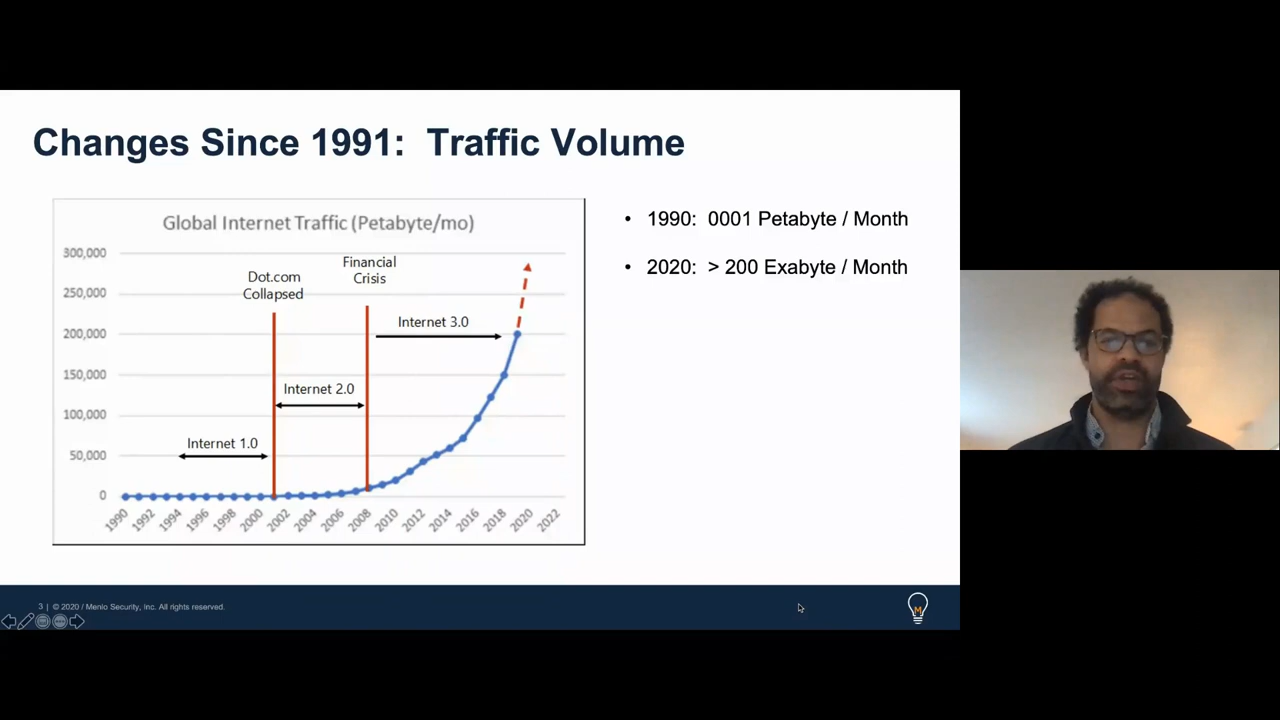 Changes Since 1991: Traffic Volume
Global Internet Traffic (Petabyte/mo)
300,000
250,000
200,000
150,000
100,000
50,000
0
Dot.com
Collapsed
Financial
Crisis
Internet 3.0
Internet 2.0
Internet 1.0
1990
1992
1994
1996
1998
2000
2002
2004
2006
2008
2010
2012
2014
2016
2018
2020
2022
• 1990: 0001 Petabyte / Month
• 2020: > 200 Exabyte / Month
3 | © 2020 / Menlo Security, Inc. All rights reserved.
M